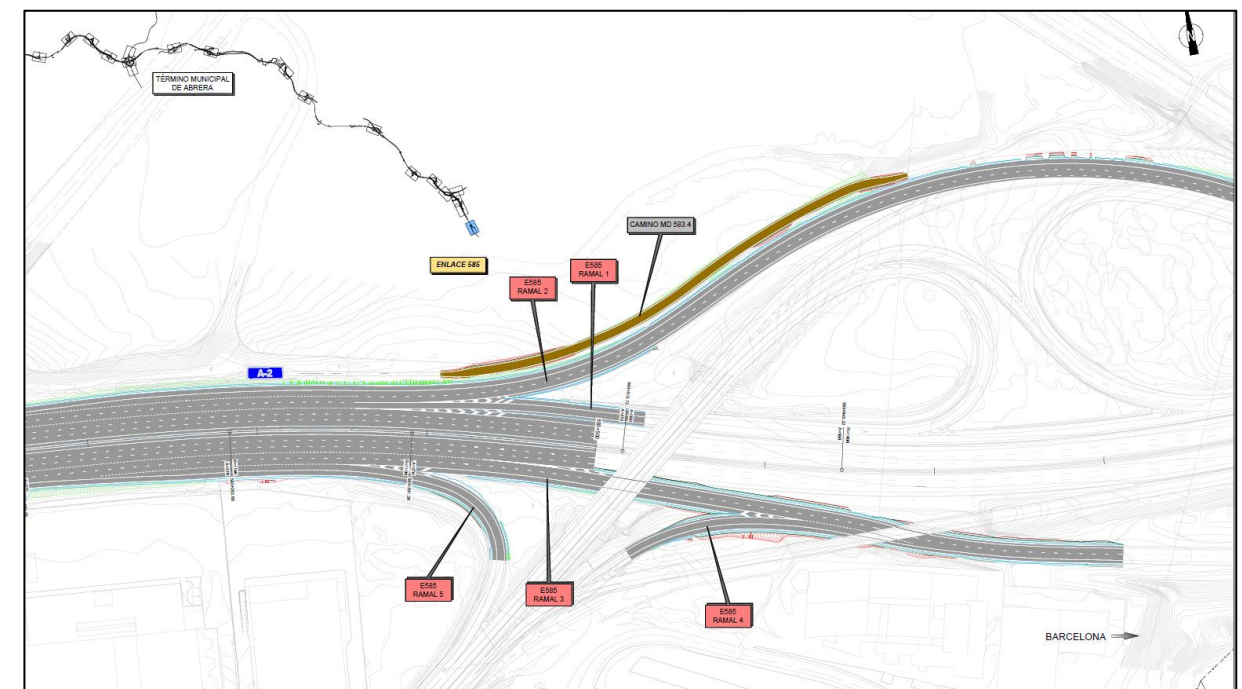 TÉRMINO MUNICIPAL
DE ABRERA
N
CAMINO MD 583.4
ENLACE 585
E585
RAMAL 1
E585
RAMAL 2
A-2
E585
RAMAL 5
E585
RAMAL 3
E585
RAMAL 4
BARCELONA